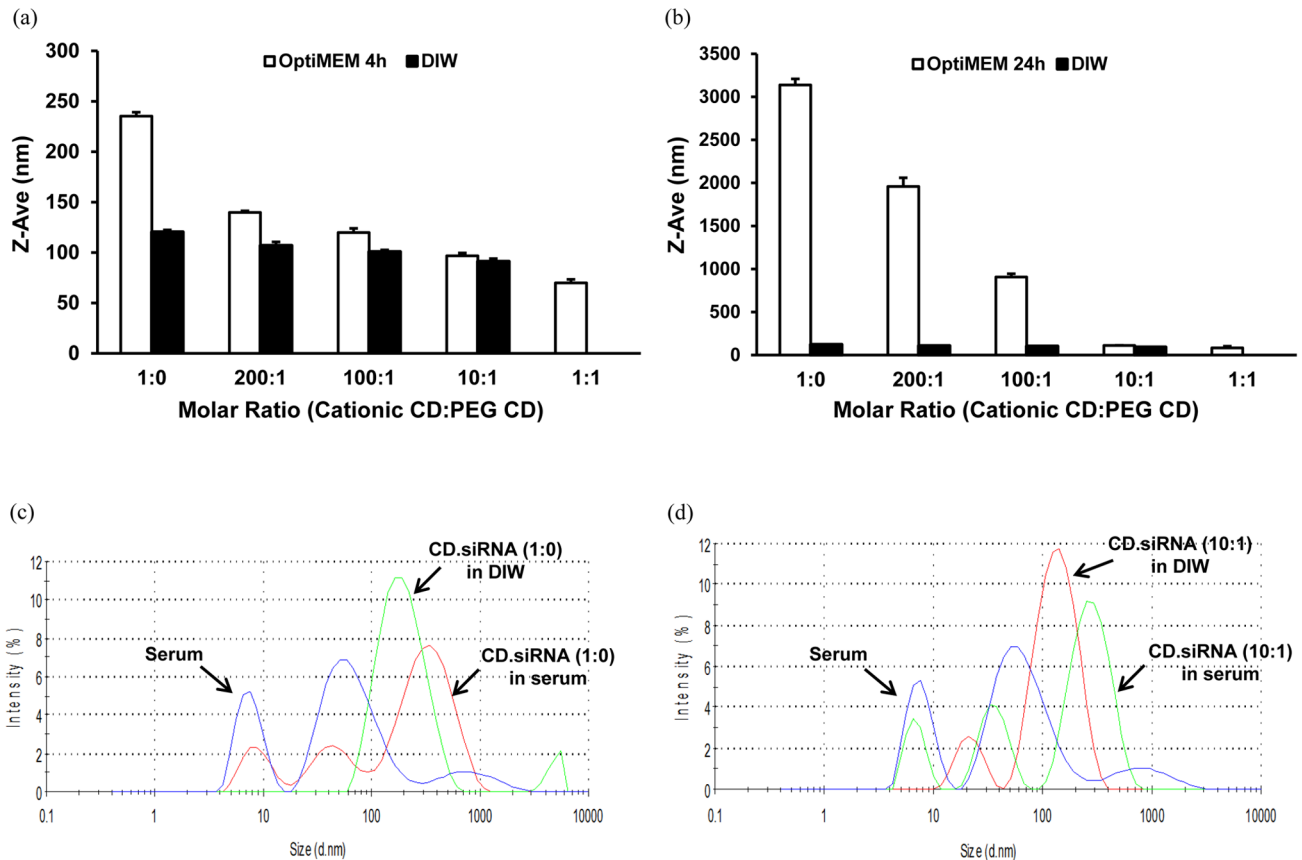 (a)
OptiMEM 4h DIW
300
250
200
150
100
50
0
Z-Ave (nm)
1:0 200:1 100:1 10:1 1:1
Molar Ratio (Cationic CD:PEG CD)
(b)
OptiMEM 24h DIW
3500
3000
2500
2000
1500
1000
500
0
Z-Ave (nm)
1:0 200:1 100:1 10:1 1:1
Molar Ratio (Cationic CD:PEG CD)
(c)
CD.siRNA (1:0)
in DIW
Serum
CD.siRNA (1:0)
in serum
12
10
8
6
4
2
0
Intensity (%)
0.1 1 10 100 1000 10000
Size (d.nm)
(d)
CD.siRNA (10:1)
in DIW
Serum
CD.siRNA (10:1)
in serum
12
10
8
6
4
2
0
Intensity (%)
0.1 1 10 100 1000 10000
Size (d.nm)